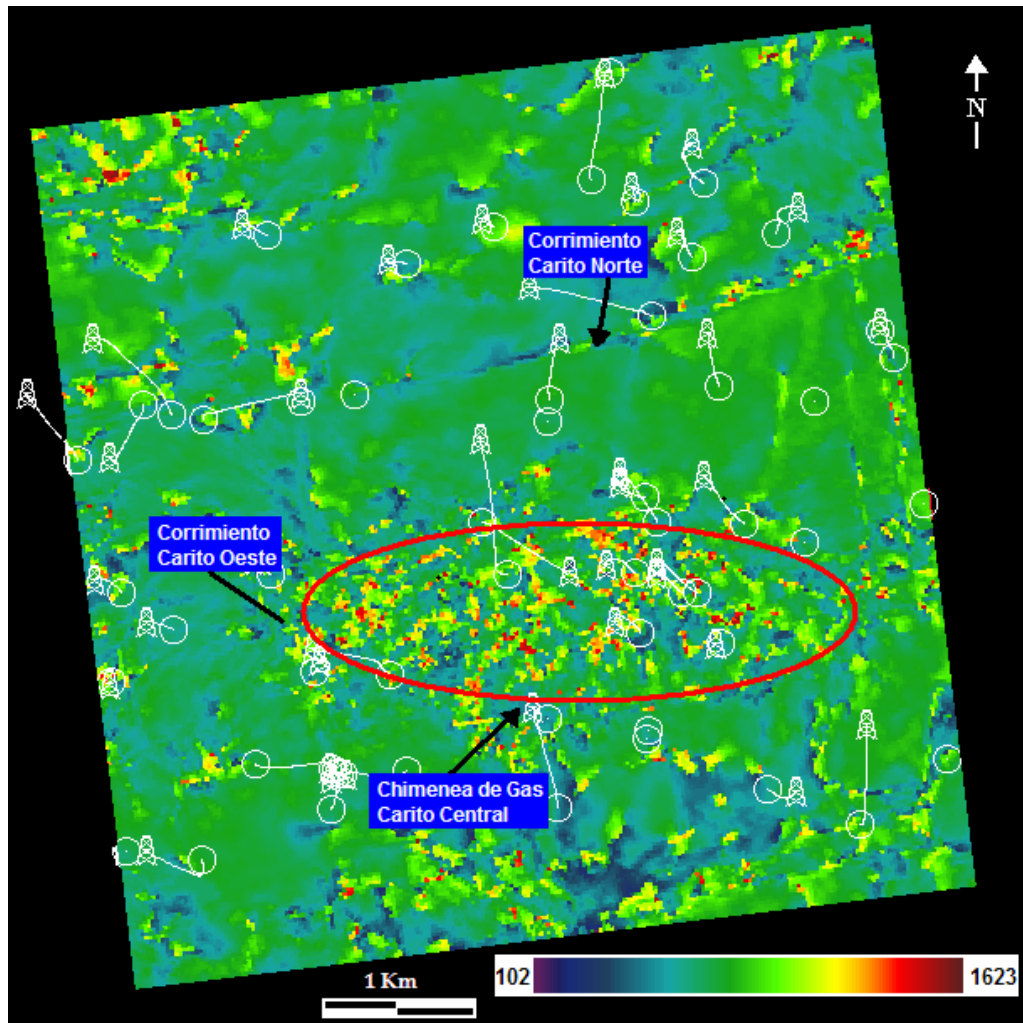 N
Corrimiento
Carito Norte
Corrimiento
Carito Oeste
Chimenea de Gas
Carito Central
1 Km
102
1623